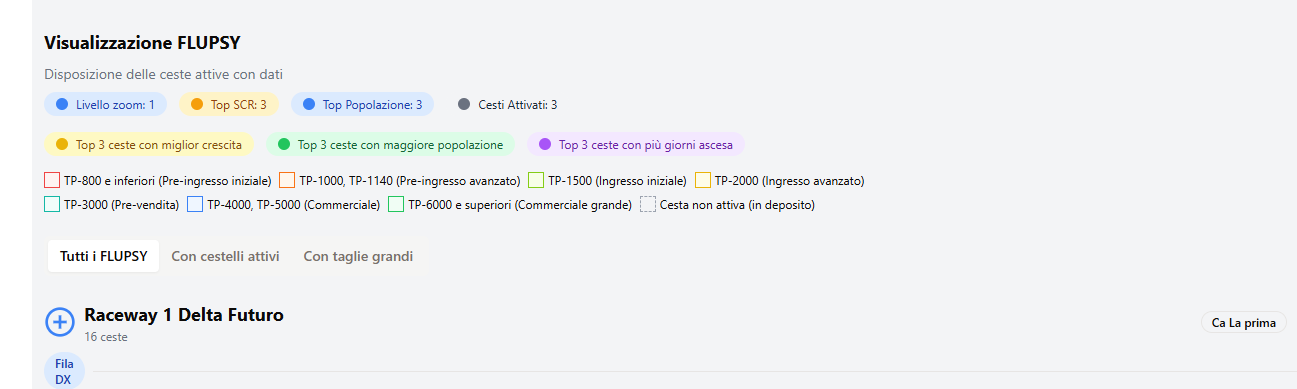 Visualizzazione FLUPSY
Disposizione delle ceste attive con dati
Livello zoom: 1 Top SCR: 3 Top Popolazione: 3 Cesti Attivati: 3
Top 3 ceste con miglior crescita Top 3 ceste con maggiore popolazione Top 3 ceste con più giorni ascesa
TP-800 e inferiori (Pre-ingresso iniziale) TP-1000, TP-1140 (Pre-ingresso avanzato) TP-1500 (Ingresso iniziale) TP-2000 (Ingresso avanzato)
TP-3000 (Pre-vendita) TP-4000, TP-5000 (Commerciale) TP-6000 e superiori (Commerciale grande) Cesta non attiva (in deposito)
Tutti i FLUPSY Con cestelli attivi Con taglie grandi
Raceway 1 Delta Futuro
16 ceste
Ca La prima
Fila
DX